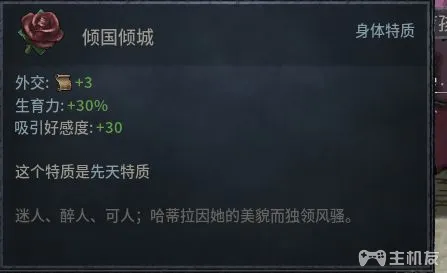 倾国倾城
身体特质
外交: +3
生育力: +30%
吸引好感度: +30
这个特质是先天特质
迷人、醉人、可人；哈蒂拉因她的美貌而独领风骚。
主机友